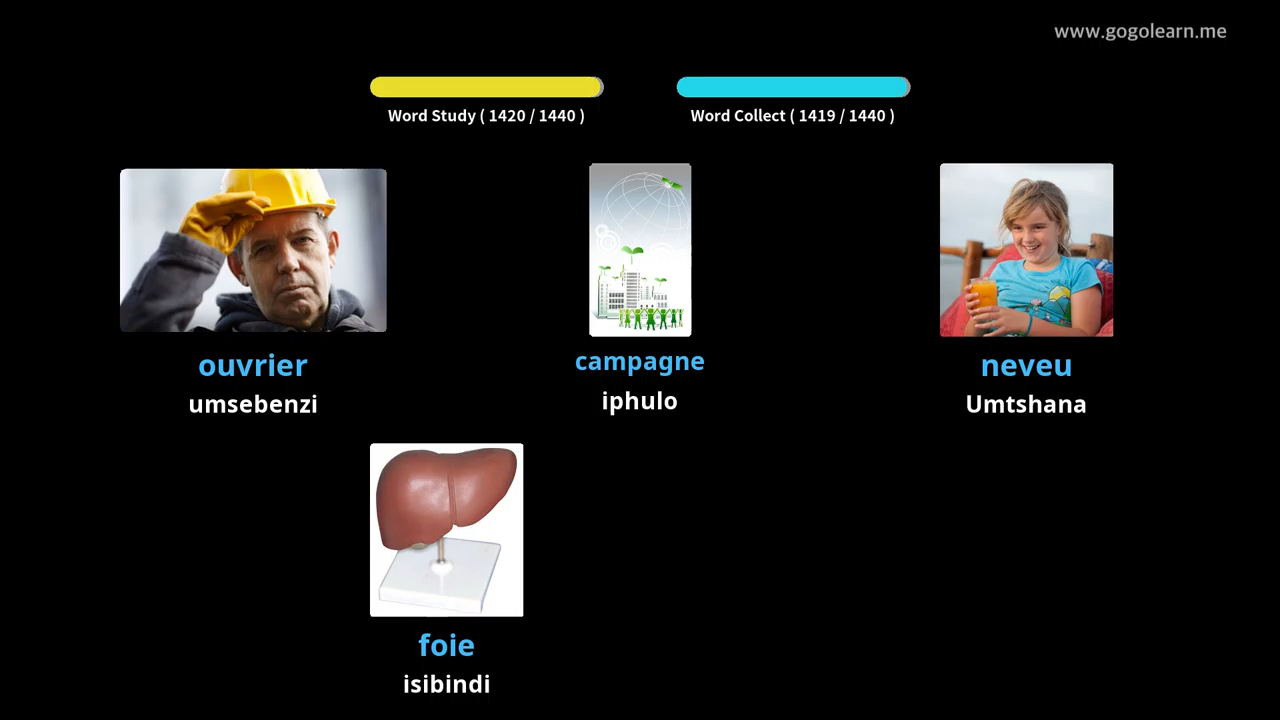 www.gogolearn.me
Word Study ( 1420 / 1440 )
Word Collect ( 1419 / 1440 )
ouvrier
umsebenzi
campagne
iphulo
neveu
Umtshana
foie
isibindi